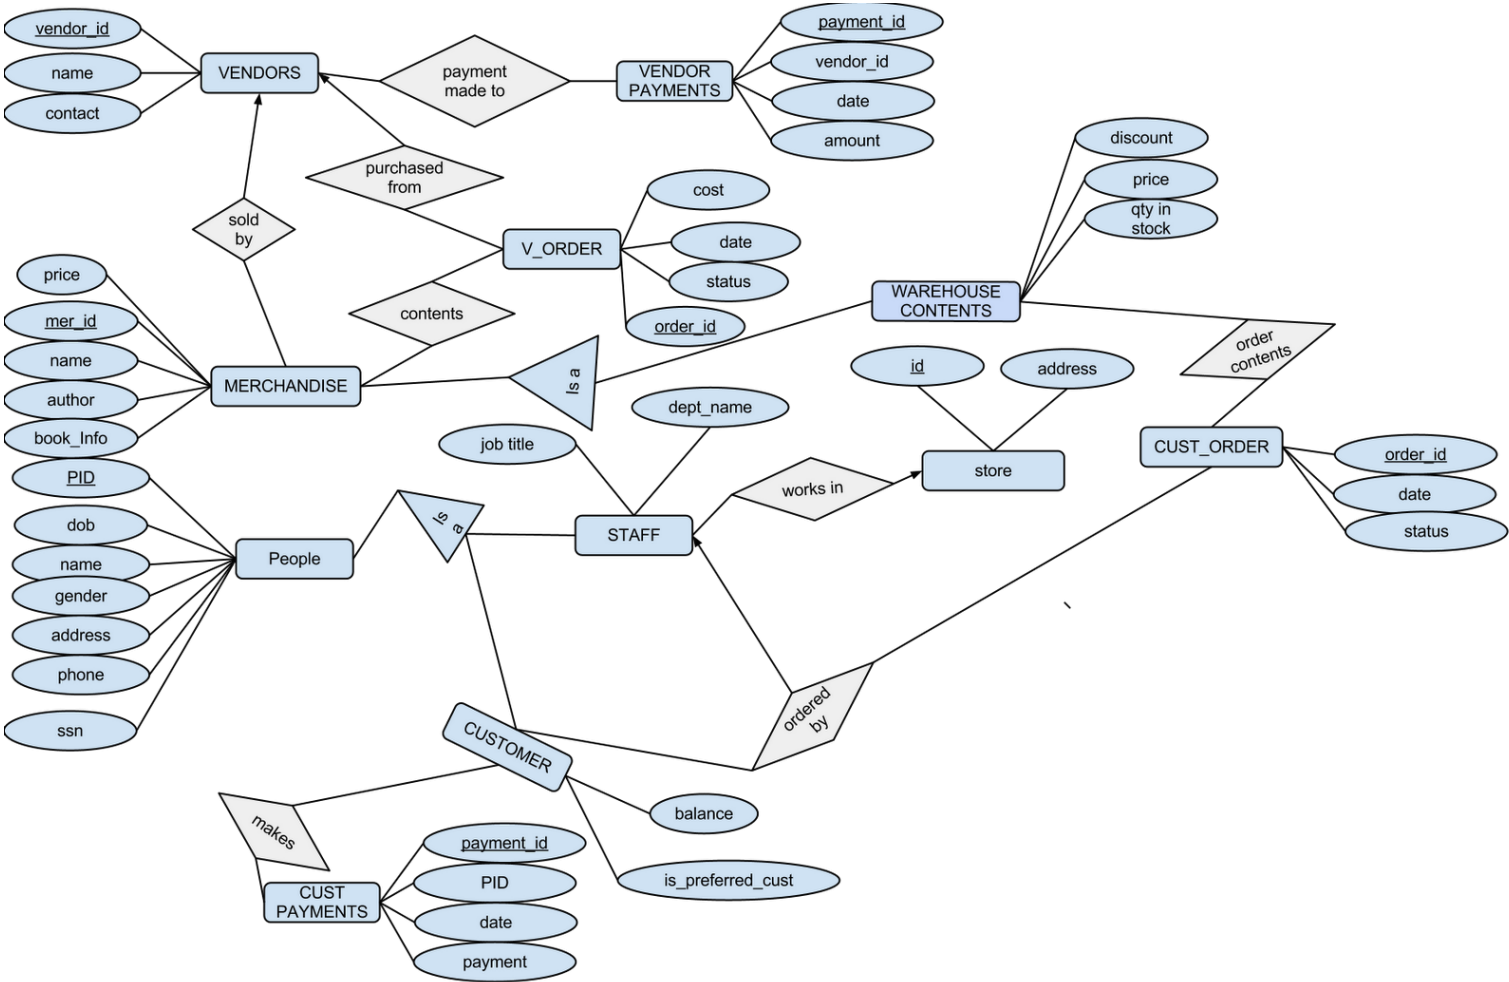 vendor_id
name
contact
VENDORS
payment
made to
VENDOR
PAYMENTS
payment_id
vendor_id
date
amount
purchased
from
sold
by
V_ORDER
cost
date
status
order_id
contents
discount
price
qty in
stock
WAREHOUSE
CONTENTS
order
contents
price
mer_id
name
author
book_Info
MERCHANDISE
Is a
id
address
store
CUST_ORDER
order_id
date
status
job title
dept_name
works in
STAFF
PID
dob
name
gender
address
phone
ssn
People
Is
a
ordered
by
CUSTOMER
balance
is_preferred_cust
makes
CUST
PAYMENTS
payment_id
PID
date
payment